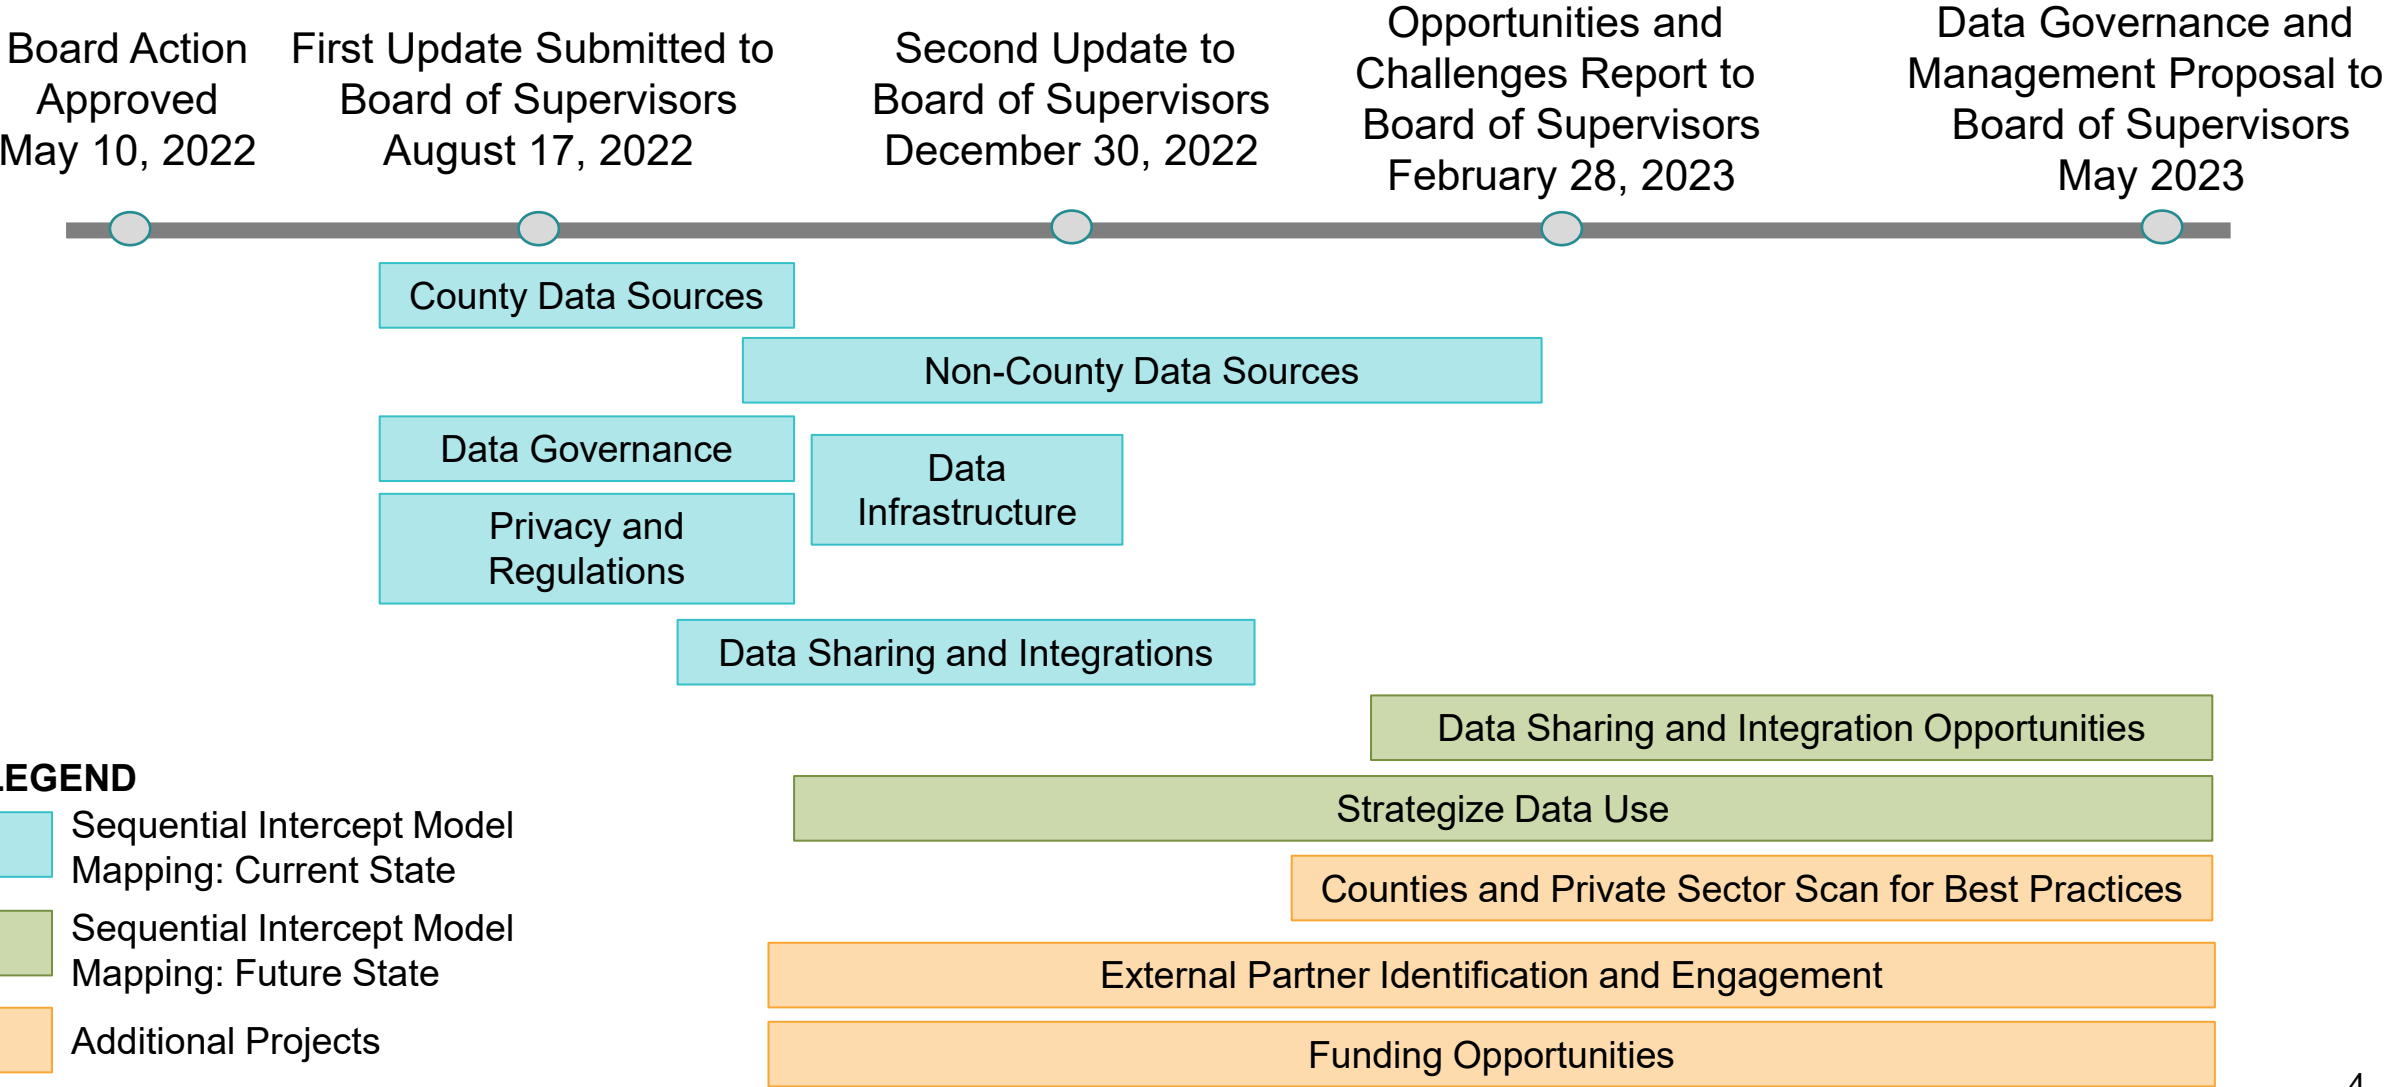 Board Action
Approved
May 10, 2022
First Update Submitted to
Board of Supervisors
August 17, 2022
Second Update to
Board of Supervisors
December 30, 2022
Opportunities and
Challenges Report to
Board of Supervisors
February 28, 2023
Data Governance and
Management Proposal to
Board of Supervisors
May 2023
County Data Sources
Non-County Data Sources
Data Governance
Data
Infrastructure
Privacy and
Regulations
Data Sharing and Integrations
Data Sharing and Integration Opportunities
Strategize Data Use
Counties and Private Sector Scan for Best Practices
External Partner Identification and Engagement
Funding Opportunities
LEGEND
Sequential Intercept Model
Mapping: Current State
Sequential Intercept Model
Mapping: Future State
Additional Projects
4